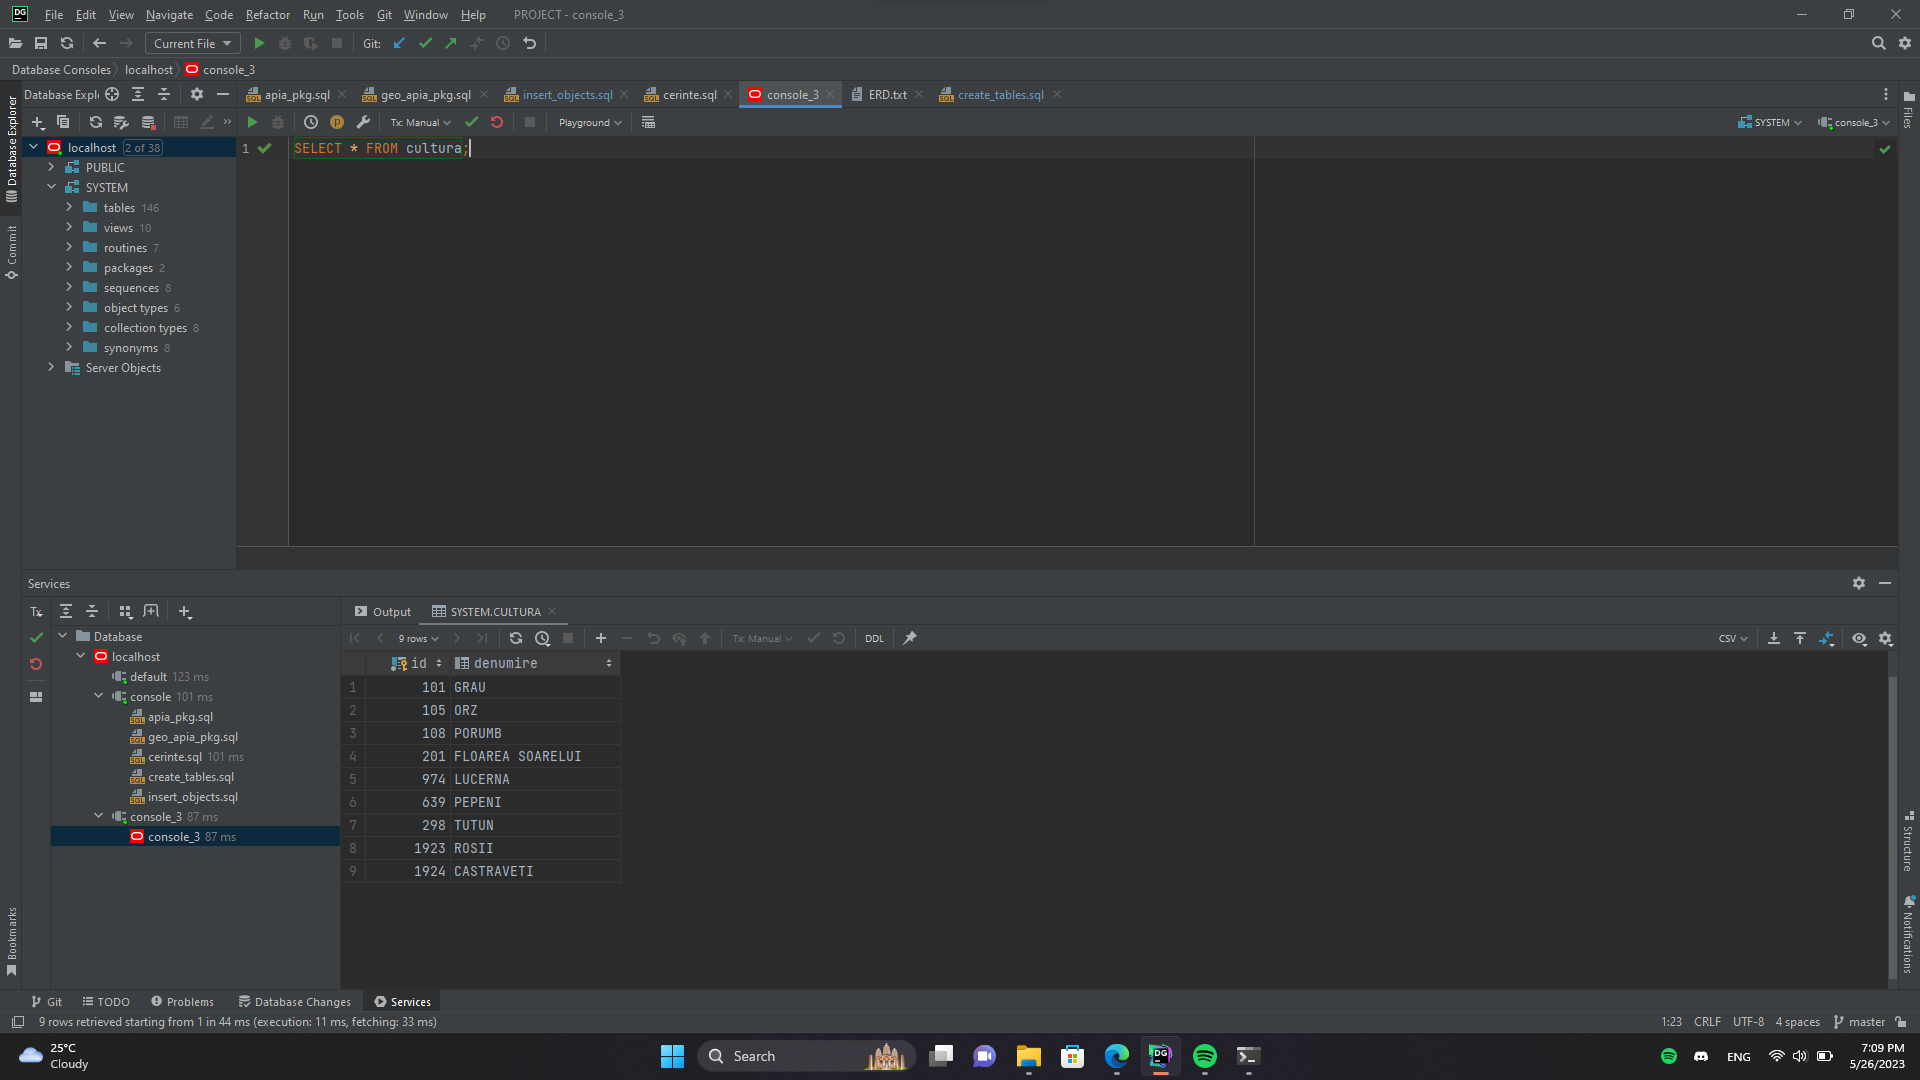 DG File Edit View Navigate Code Refactor Run Tools Git Window Help PROJECT - console_3
Current File Git:
Database Consoles localhost console_3
Database Expl apia_pkg.sql geo_apia_pkg.sql insert_objects.sql cerinte.sql console_3 ERD.txt create_tables.sql
Tx: Manual Playground SYSTEM console_3
Database Explorer
Commit
Bookmarks
localhost 2 of 38
PUBLIC
SYSTEM
tables 146
views 10
routines 7
packages 2
sequences 8
object types 6
collection types 8
synonyms 8
Server Objects
1 SELECT * FROM cultura;
Files
Structure
Notifications
Services
Tx
Database
localhost
default 123 ms
console 101 ms
apia_pkg.sql
geo_apia_pkg.sql
cerinte.sql 101 ms
create_tables.sql
insert_objects.sql
console_3 87 ms
console_3 87 ms
Output SYSTEM.CULTURA
9 rows Tx: Manual DDL CSV
id denumire
1 101 GRAU
2 105 ORZ
3 108 PORUMB
4 201 FLOAREA SOARELUI
5 974 LUCERNA
6 639 PEPENI
7 298 TUTUN
8 1923 ROSII
9 1924 CASTRAVETI
Git TODO Problems Database Changes Services
9 rows retrieved starting from 1 in 44 ms (execution: 11 ms, fetching: 33 ms) 1:23 CRLF UTF-8 4 spaces master
25°C
Cloudy
Search
DG
ENG
7:09 PM
5/26/2023